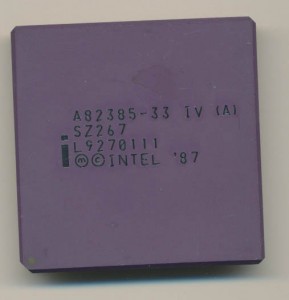 A82385-33 IV (A)
SZ267
L9270111
i ⓜ©INTEL '87